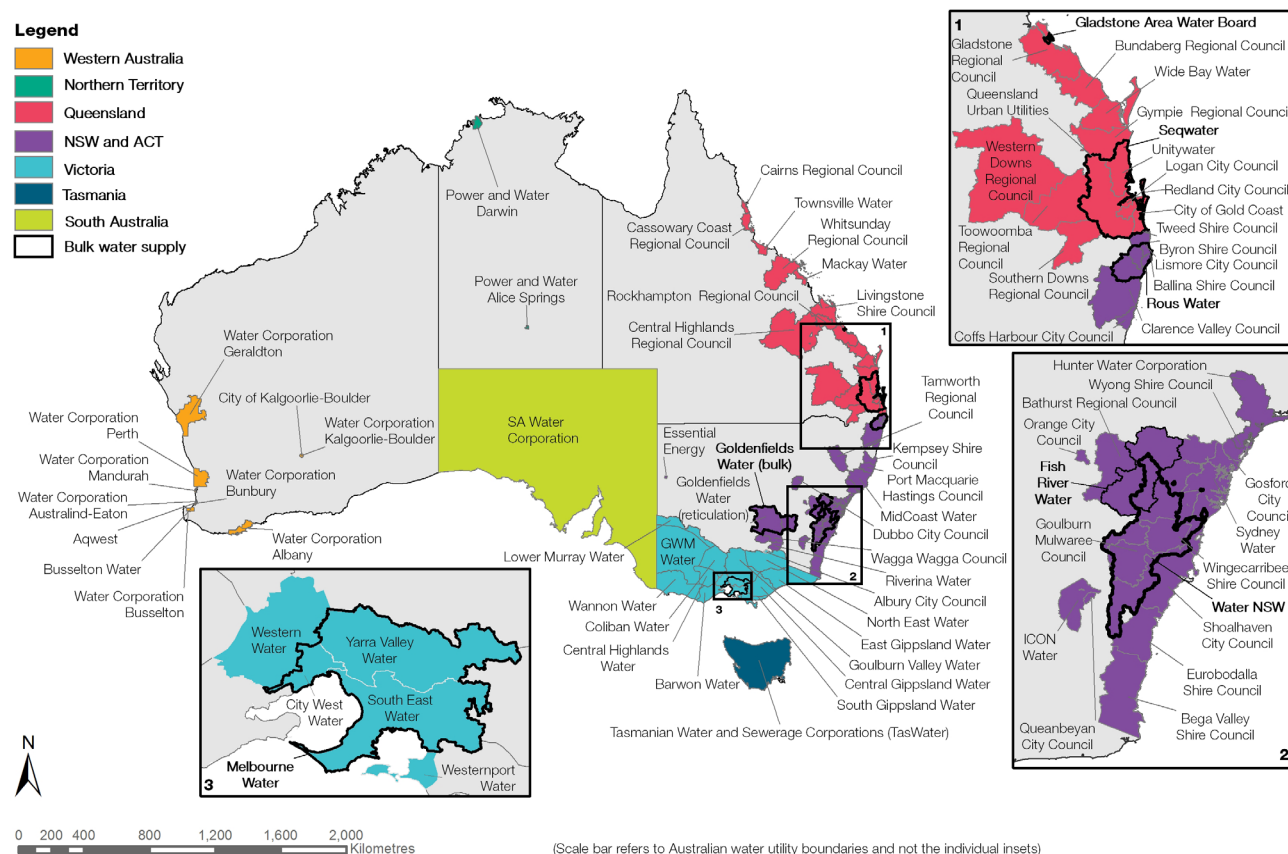 Legend
Western Australia
Northern Territory
Queensland
NSW and ACT
Victoria
Tasmania
South Australia
Bulk water supply
Power and Water
Darwin
Power and Water
Alice Springs
Cairns Regional Council
Townsville Water
Cassowary Coast
Regional Council
Whitsunday
Regional Council
Mackay Water
Rockhampton Regional Council
Livingstone
Shire Council
Central Highlands
Regional Council
1
Water Corporation
Geraldton
City of Kalgoorlie-Boulder
Water Corporation
Kalgoorlie-Boulder
Water Corporation
Perth
Water Corporation
Mandurah
Water Corporation
Bunbury
Water Corporation
Australind-Eaton
Aqwest
Busselton Water
Water Corporation
Busselton
Water Corporation
Albany
SA Water
Corporation
Tamworth
Regional
Council
Essential
Energy
Goldenfields
Water (bulk)
Goldenfields
Water
(reticulation)
Kempsey Shire
Council
Port Macquarie
Hastings Council
MidCoast Water
Dubbo City Council
Wagga Wagga Council
2
Riverina Water
Albury City Council
North East Water
East Gippsland Water
Goulburn Valley Water
Central Gippsland Water
South Gippsland Water
Lower Murray Water
GWM
Water
3
Wannon Water
Coliban Water
Central Highlands
Water
Barwon Water
Tasmanian Water and Sewerage Corporations (TasWater)
1
Gladstone Area Water Board
Gladstone
Regional
Council
Bundaberg Regional Council
Wide Bay Water
Queensland
Urban Utilities
Gympie Regional Council
Seqwater
Unitywater
Western
Downs
Regional
Council
Logan City Council
Redland City Council
City of Gold Coast
Tweed Shire Council
Toowoomba
Regional
Council
Byron Shire Council
Lismore City Council
Southern Downs
Regional Council
Ballina Shire Council
Rous Water
Clarence Valley Council
Coffs Harbour City Council
Hunter Water Corporation
Wyong Shire Council
Bathurst Regional Council
Orange City
Council
Fish
River
Water
Gosford
City
Council
Goulburn
Mulwaree
Council
Sydney
Water
Wingecarribee
Shire Council
Water NSW
Shoalhaven
City Council
ICON
Water
Eurobodalla
Shire Council
Queanbeyan
City Council
Bega Valley
Shire Council
2
Western
Water
Yarra Valley
Water
City West
Water
South East
Water
Melbourne
Water
Westernport
Water
3
N
0 200 400 800 1,200 1,600 2,000
Kilometres
(Scale bar refers to Australian water utility boundaries and not the individual insets)